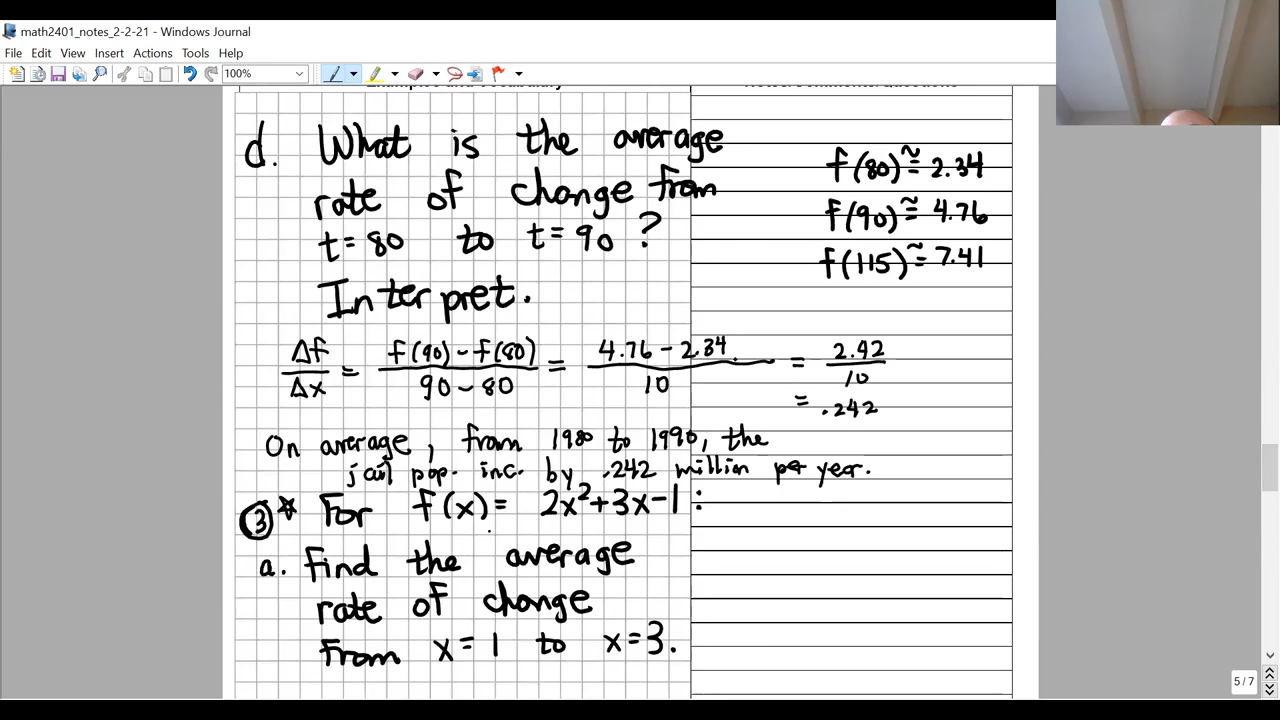 math2401_notes_2-2-21 - Windows Journal
File Edit View Insert Actions Tools Help
100%
d. What is the average
rate of change from
t=80 to t=90 ?
Interpret.
f(80)≅2.34
f(90)≅4.76
f(115)≅7.41
Δf/Δx = (f(90)-f(80))/(90-80) = (4.76-2.34)/10 = 2.42/10
= .242
On average, from 1980 to 1990, the
jail pop. inc. by .242 million per year.
③ * For f(x)= 2x²+3x-1:
a. Find the average
rate of change
from x=1 to x=3.
5 / 7